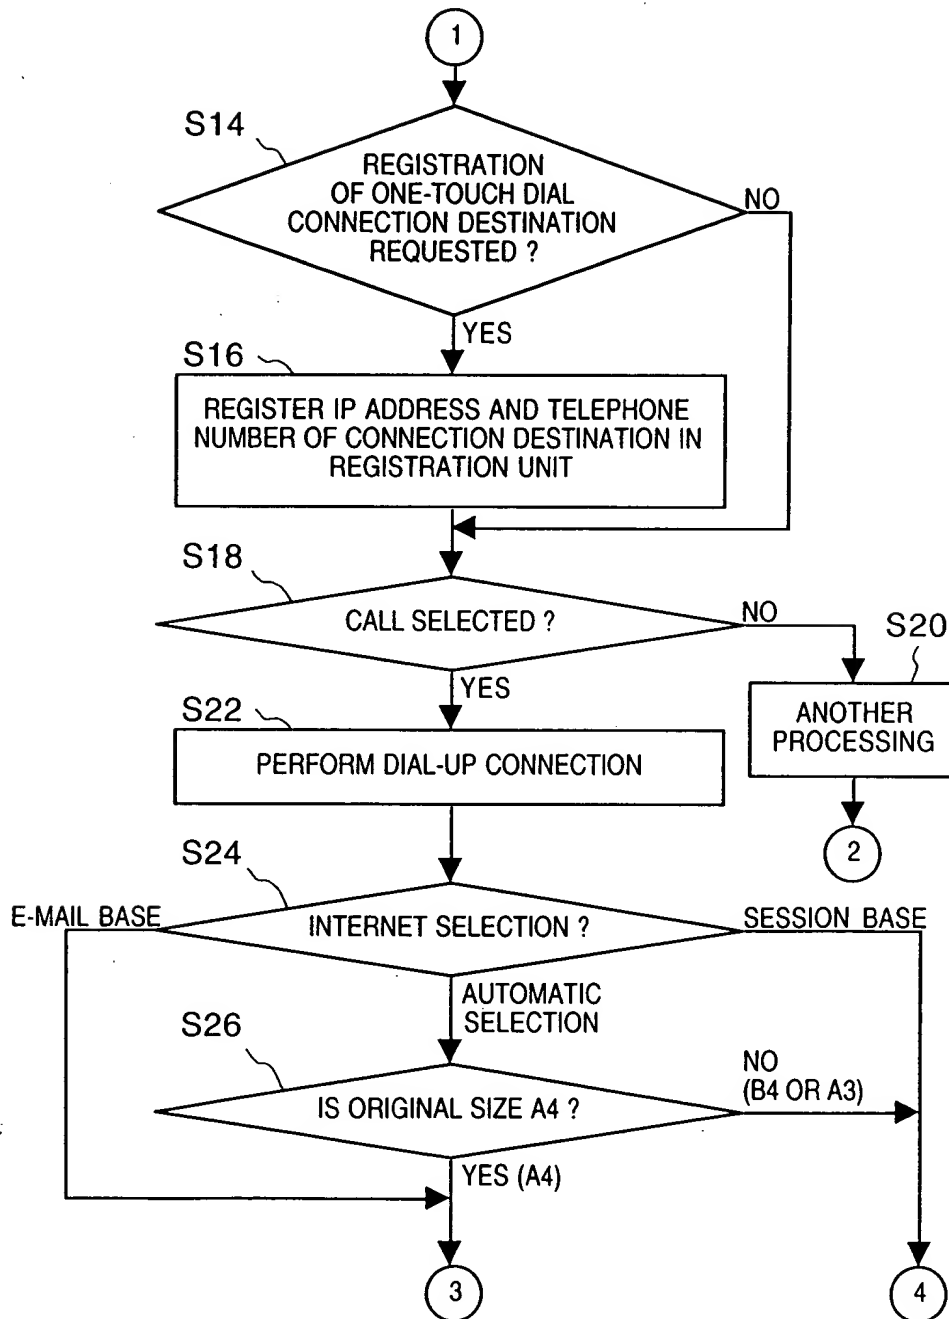 1
S14
REGISTRATION
OF ONE-TOUCH DIAL
CONNECTION DESTINATION
REQUESTED ?
NO
YES
S16
REGISTER IP ADDRESS AND TELEPHONE
NUMBER OF CONNECTION DESTINATION IN
REGISTRATION UNIT
S18
CALL SELECTED ?
NO
S20
YES
ANOTHER
PROCESSING
S22
PERFORM DIAL-UP CONNECTION
2
S24
E-MAIL BASE
INTERNET SELECTION ?
SESSION BASE
AUTOMATIC
SELECTION
S26
IS ORIGINAL SIZE A4 ?
NO
(B4 OR A3)
YES (A4)
3
4